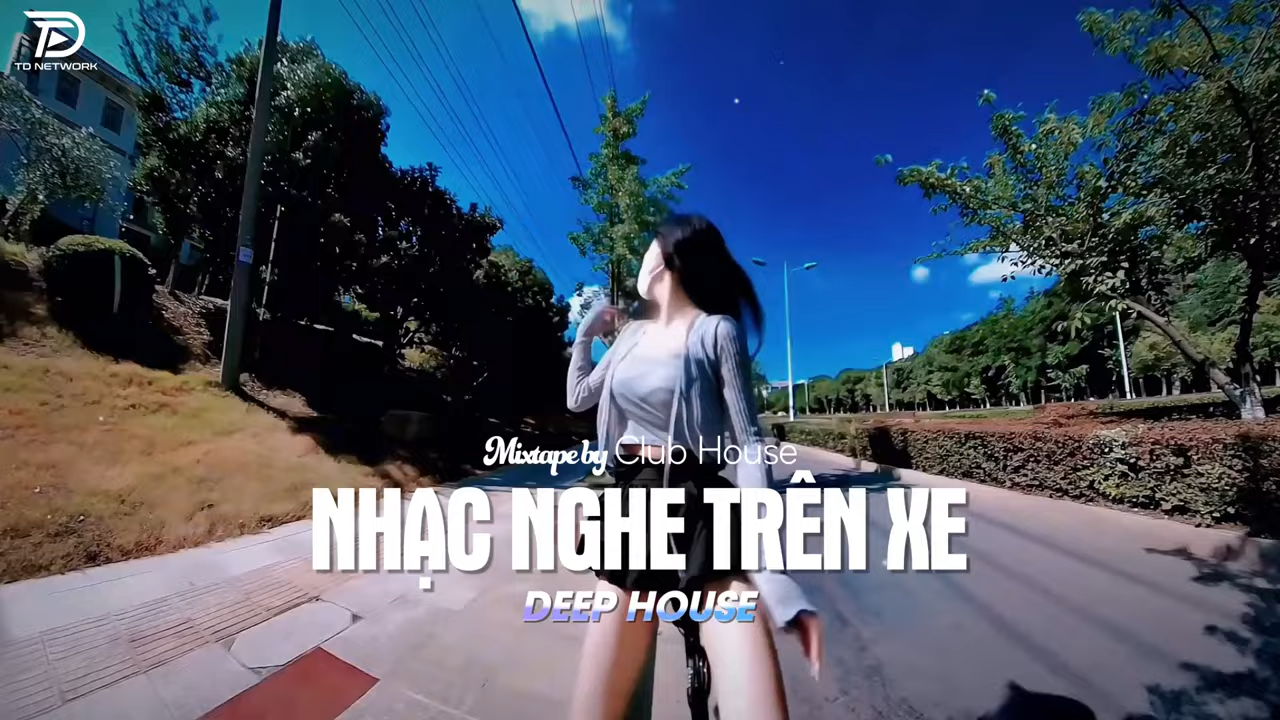 TD NETWORK
Mixtape by Club House
NHẠC NGHE TRÊN XE
DEEP HOUSE